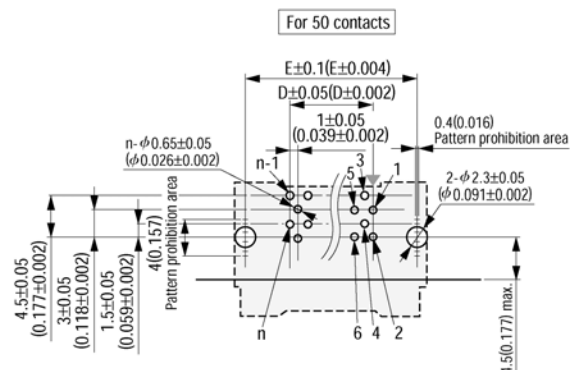 For 50 contacts
E±0.1(E±0.004)
D±0.05(D±0.002)
1±0.05
(0.039±0.002)
0.4(0.016)
Pattern prohibition area
n-ϕ0.65±0.05
(ϕ0.026±0.002)
n-1
3
5
1
2-ϕ2.3±0.05
(ϕ0.091±0.002)
4.5±0.05
(0.177±0.002)
3±0.05
(0.118±0.002)
1.5±0.05
(0.059±0.002)
4(0.157)
Pattern prohibition area
n
6
4
2
4.5(0.177) max.